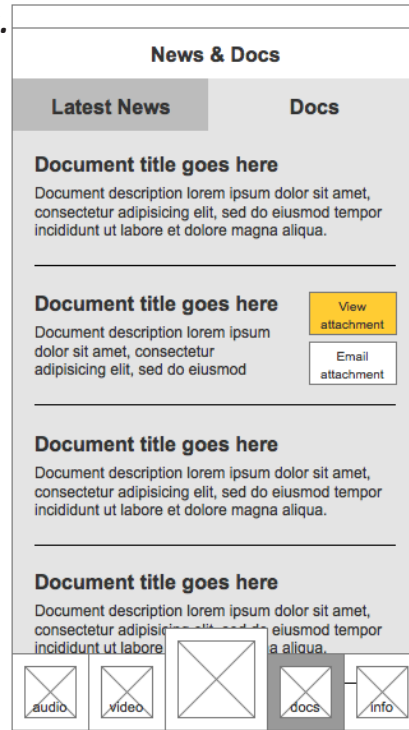 News & Docs
Latest News
Docs
Document title goes here
Document description lorem ipsum dolor sit amet,
consectetur adipisicing elit, sed do eiusmod tempor
incididunt ut labore et dolore magna aliqua.
Document title goes here
Document description lorem ipsum
dolor sit amet, consectetur
adipisicing elit, sed do eiusmod
View
attachment
Email
attachment
Document title goes here
Document description lorem ipsum dolor sit amet,
consectetur adipisicing elit, sed do eiusmod tempor
incididunt ut labore et dolore magna aliqua.
Document title goes here
Document description lorem ipsum dolor sit amet,
consectetur eiusmod tempor
incididunt ut labore a aliqua.
audio
video
docs
info